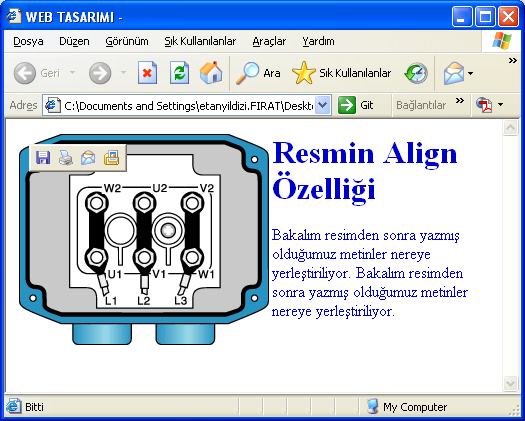 WEB TASARIMI -
Dosya Düzen Görünüm Sık Kullanılanlar Araçlar Yardım
Geri Ara Sık Kullanılanlar
Adres C:\Documents and Settings\etanyildizi.FIRAT\Deskt Git Bağlantılar
Resmin Align
Özelliği
W2 U2 V2
U1 V1 W1
L1 L2 L3
Bakalım resimden sonra yazmış
olduğumuz metinler nereye
yerleştiriliyor. Bakalım resimden
sonra yazmış olduğumuz metinler
nereye yerleştiriliyor.
Bitti My Computer